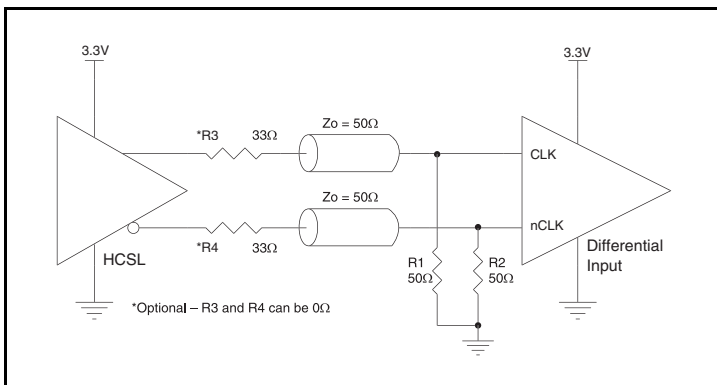 3.3V
3.3V
*R3 33Ω
Zo = 50Ω
CLK
Zo = 50Ω
nCLK
HCSL
*R4 33Ω
R1
50Ω
R2
50Ω
Differential
Input
*Optional – R3 and R4 can be 0Ω